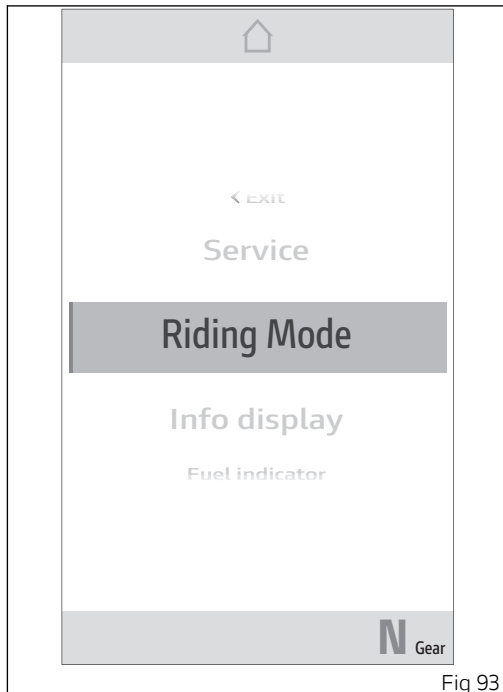 < Exit
Service
Riding Mode
Info display
Fuel indicator
N Gear
Fig 93